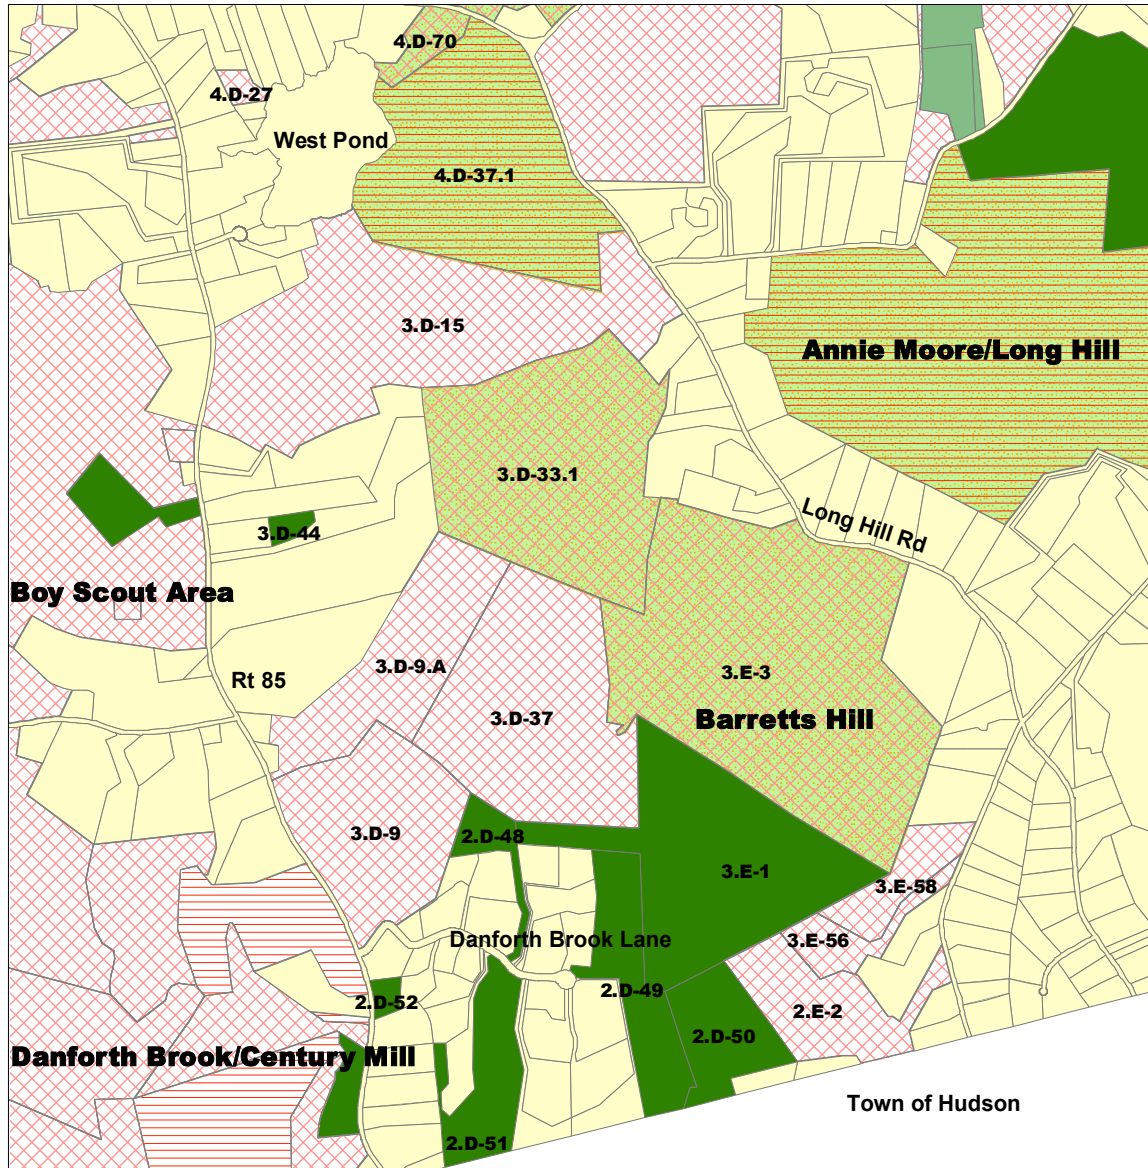 4.D-70
4.D-27
West Pond
4.D-37.1
3.D-15
Annie Moore/Long Hill
3.D-33.1
Long Hill Rd
3.D-44
Boy Scout Area
3.D-9.A
Rt 85
3.E-3
3.D-37
Barretts Hill
3.D-9
2.D-48
3.E-1
3.E-58
Danforth Brook Lane
3.E-56
2.D-49
2.D-52
2.E-2
2.D-50
Danforth Brook/Century Mill
Town of Hudson
2.D-51